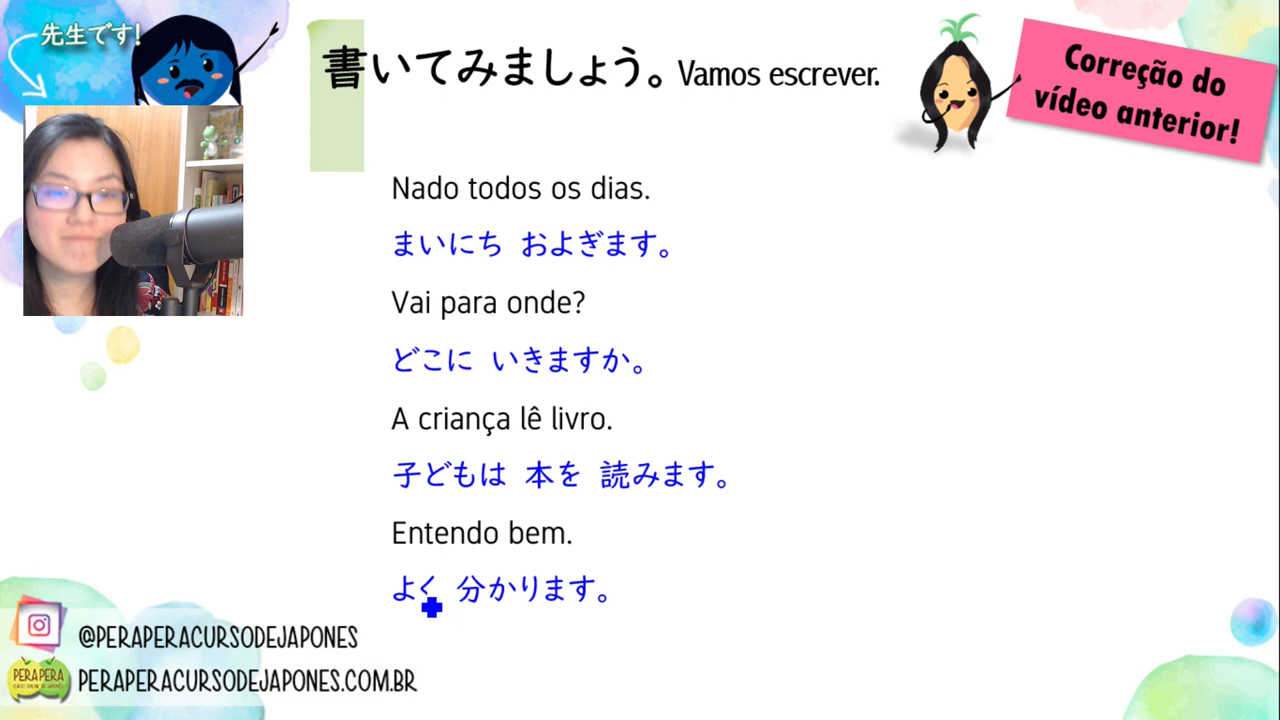 先生です!
書いてみましょう。Vamos escrever.
Correção do
vídeo anterior!
Nado todos os dias.
まいにち およぎます。
Vai para onde?
どこに いきますか。
A criança lê livro.
子どもは 本を 読みます。
Entendo bem.
よく 分かります。
@PERAPERACURSODEJAPONES
PERAPERA
PERAPERACURSODEJAPONES.COM.BR